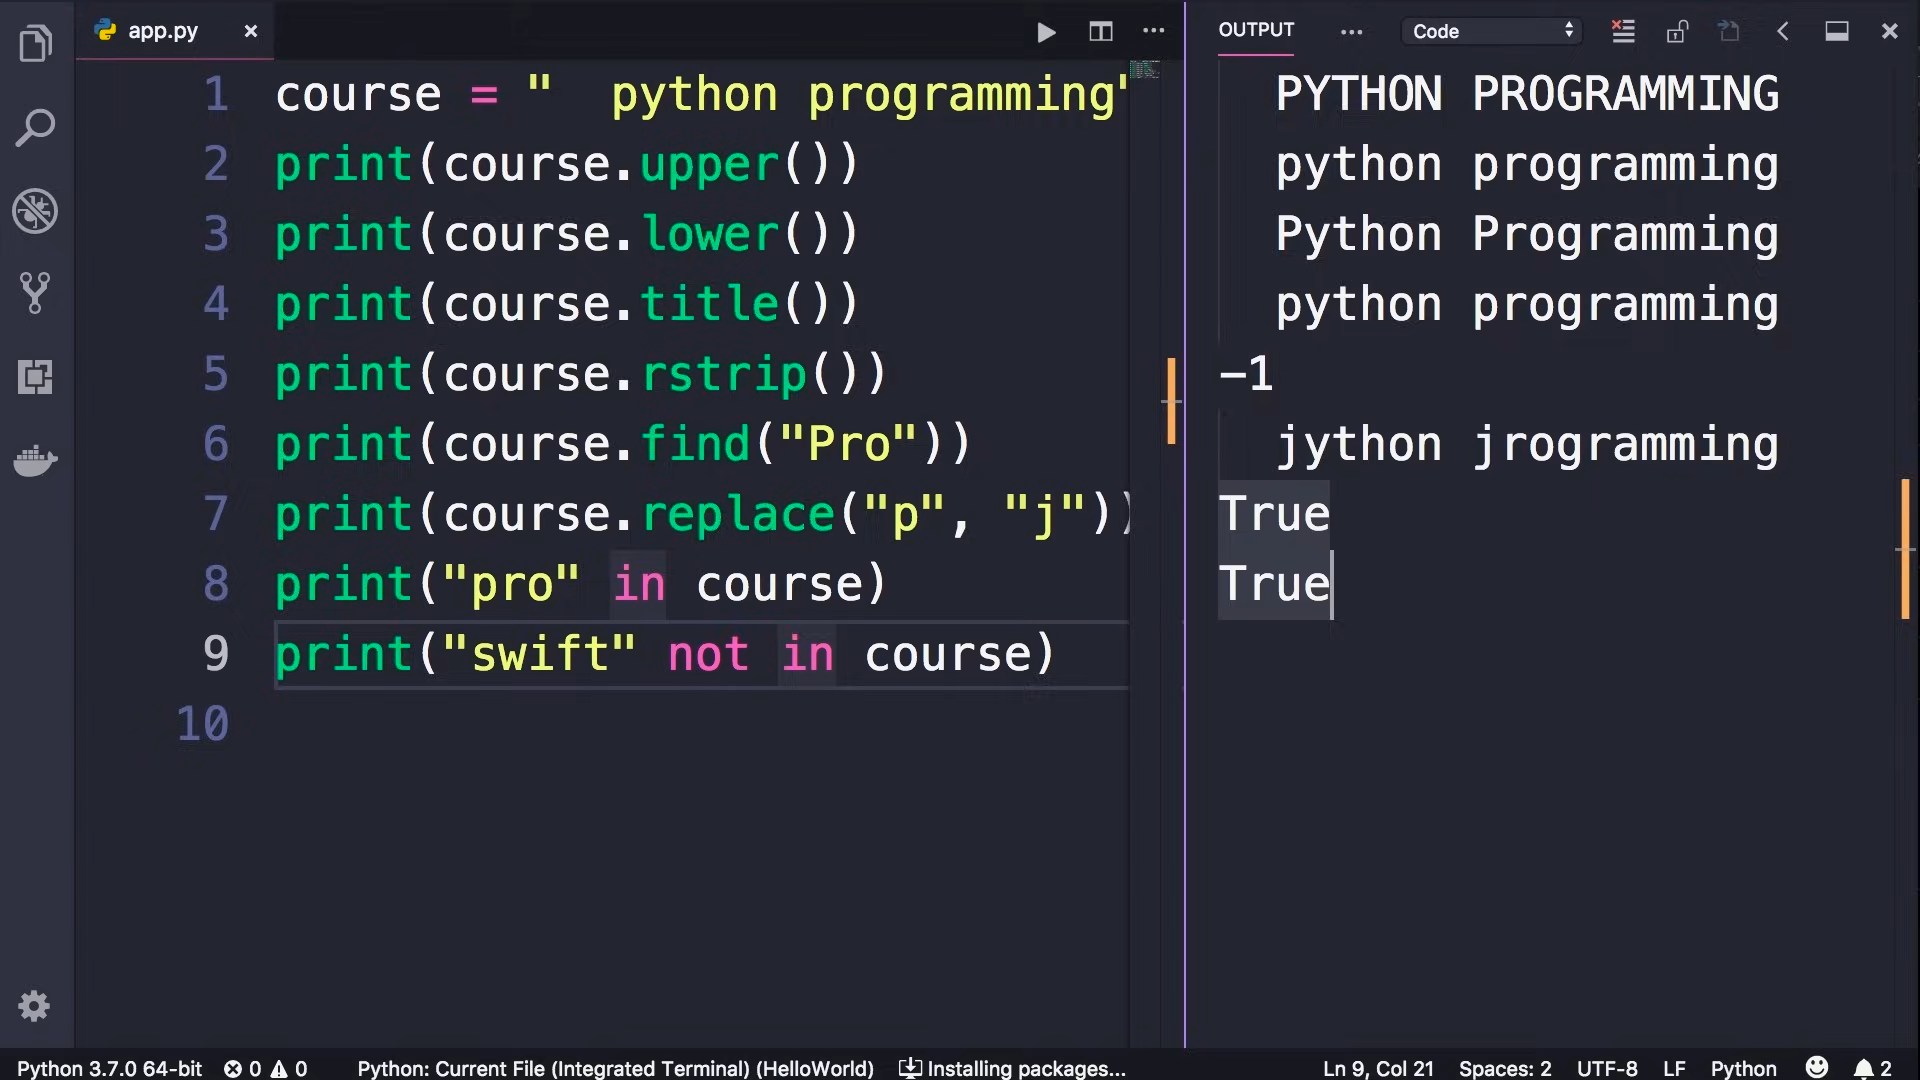 app.py
OUTPUT
Code
1 course = "  python programming"
2 print(course.upper())
3 print(course.lower())
4 print(course.title())
5 print(course.rstrip())
6 print(course.find("Pro"))
7 print(course.replace("p", "j"))
8 print("pro" in course)
9 print("swift" not in course)
10
  PYTHON PROGRAMMING
  python programming
  Python Programming
  python programming
-1
  jython jrogramming
True
True
Python 3.7.0 64-bit 0 0 Python: Current File (Integrated Terminal) (HelloWorld) Installing packages... Ln 9, Col 21 Spaces: 2 UTF-8 LF Python 2